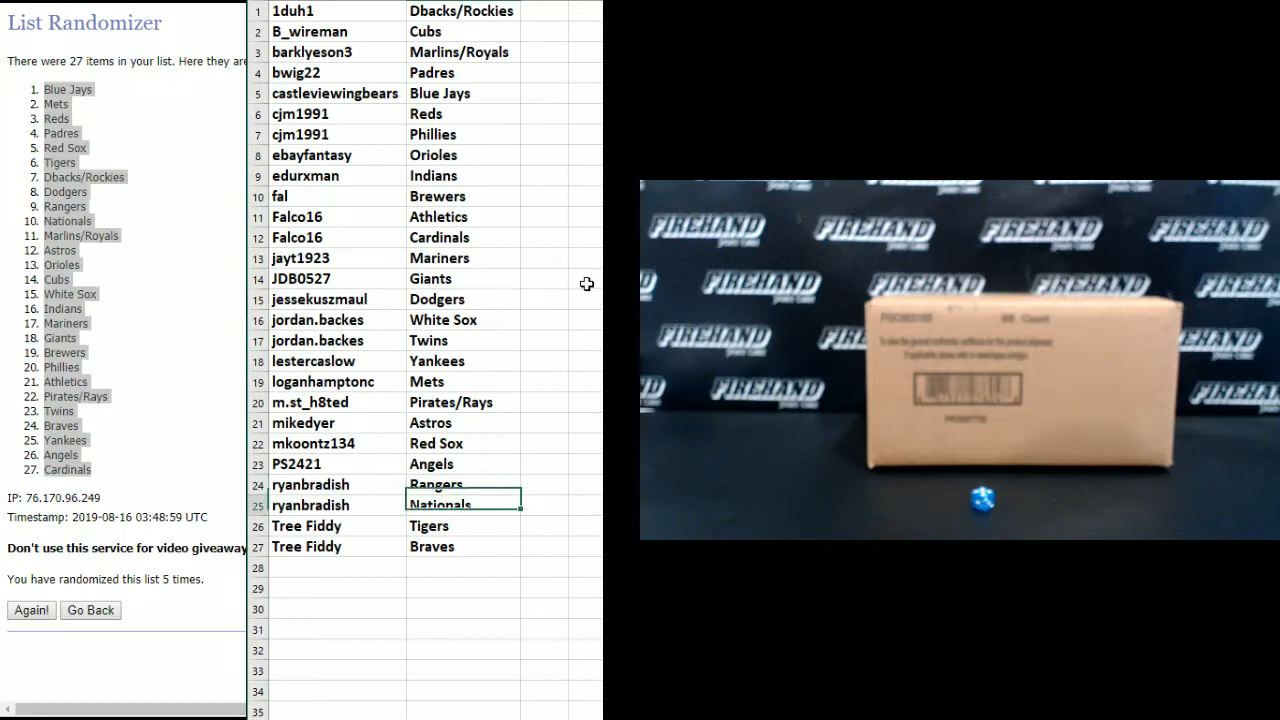 List Randomizer
There were 27 items in your list. Here they are
1. Blue Jays
2. Mets
3. Reds
4. Padres
5. Red Sox
6. Tigers
7. Dbacks/Rockies
8. Dodgers
9. Rangers
10. Nationals
11. Marlins/Royals
12. Astros
13. Orioles
14. Cubs
15. White Sox
16. Indians
17. Mariners
18. Giants
19. Brewers
20. Phillies
21. Athletics
22. Pirates/Rays
23. Twins
24. Braves
25. Yankees
26. Angels
27. Cardinals
IP: 76.170.96.249
Timestamp: 2019-08-16 03:48:59 UTC
Don't use this service for video giveaway
You have randomized this list 5 times.
Again! Go Back
1 1duh1 Dbacks/Rockies
2 B_wireman Cubs
3 barklyeson3 Marlins/Royals
4 bwig22 Padres
5 castleviewingbears Blue Jays
6 cjm1991 Reds
7 cjm1991 Phillies
8 ebayfantasy Orioles
9 edurxman Indians
10 fal Brewers
11 Falco16 Athletics
12 Falco16 Cardinals
13 jayt1923 Mariners
14 JDB0527 Giants
15 jessekuszmaul Dodgers
16 jordan.backes White Sox
17 jordan.backes Twins
18 lestercaslow Yankees
19 loganhamptonc Mets
20 m.st_h8ted Pirates/Rays
21 mikedyer Astros
22 mkoontz134 Red Sox
23 PS2421 Angels
24 ryanbradish Rangers
25 ryanbradish Nationals
26 Tree Fiddy Tigers
27 Tree Fiddy Braves
28
29
30
31
32
33
34
35
FIREHAND FIREHAND FIREHAND
FIREHAND FIREHAND
FIREHAND
FIREHAND FIREHAND